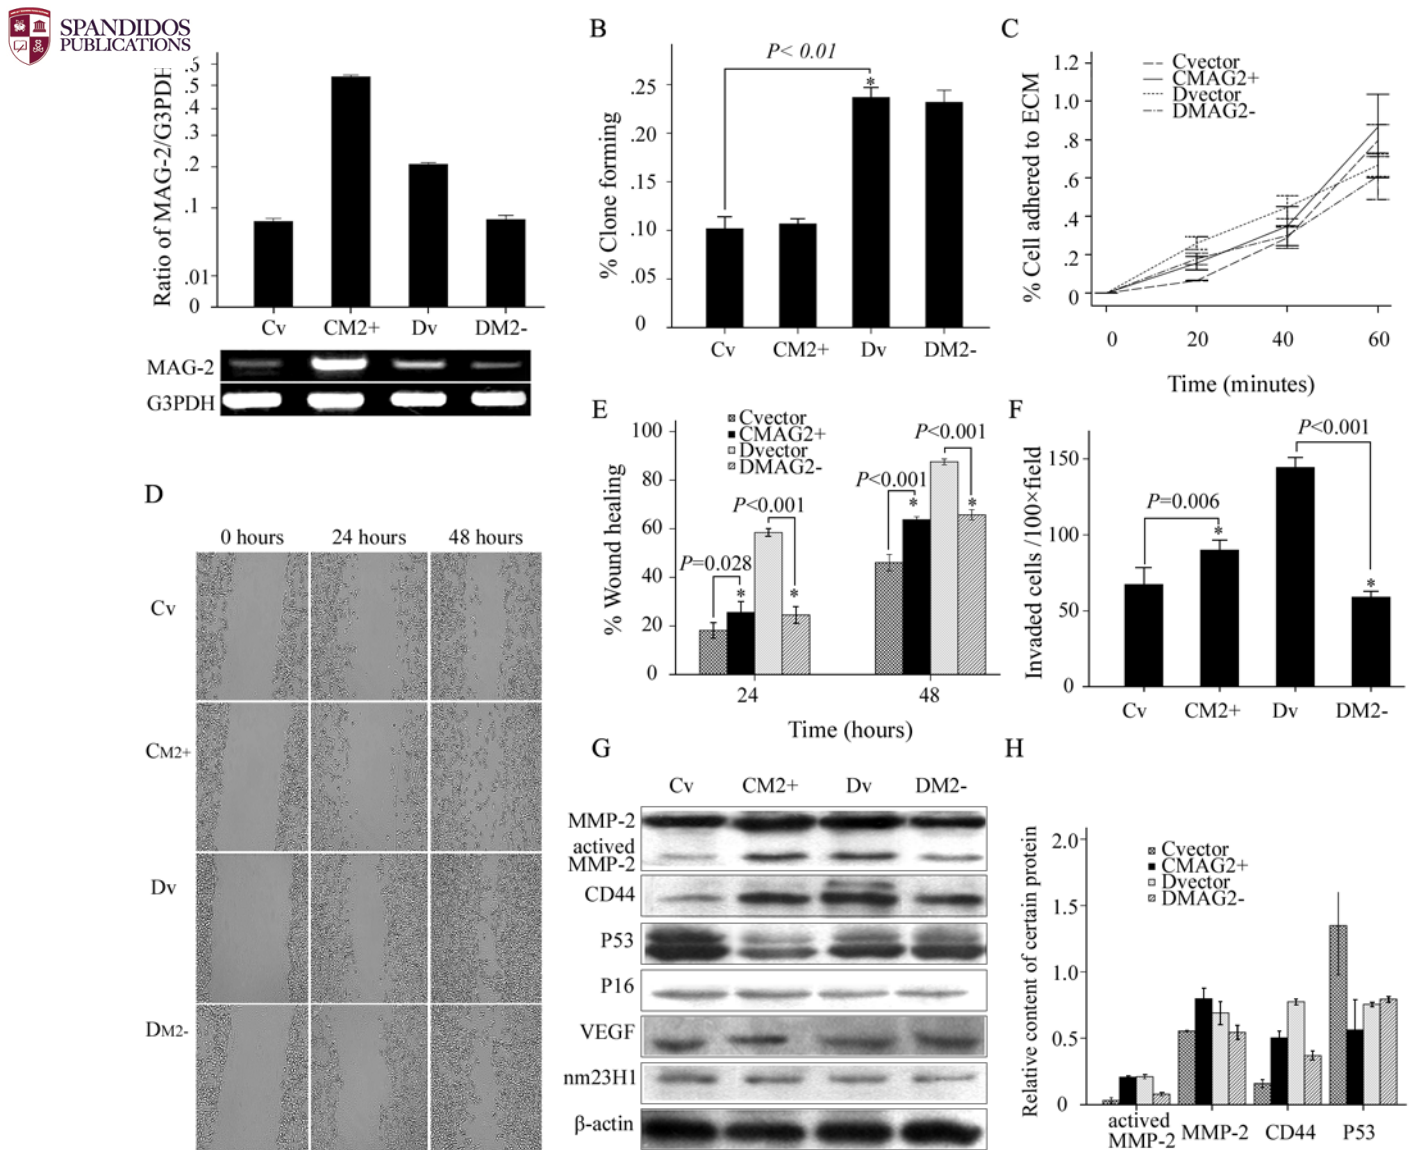 SPANDIDOS
PUBLICATIONS
Ratio of MAG-2/G3PDH
.5
.5
.4
.3
.2
.1
.01
0
Cv CM2+ Dv DM2-
MAG-2
G3PDH
B
% Clone forming
P< 0.01
*
.25
.20
.15
0.10
.05
0
Cv CM2+ Dv DM2-
C
% Cell adhered to ECM
1.2
1.0
.8
.6
.4
.2
0
Cvector
CMAG2+
Dvector
DMAG2-
0 20 40 60
Time (minutes)
D
0 hours 24 hours 48 hours
Cv
CM2+
Dv
DM2-
E
% Wound healing
100
80
60
40
20
0
Cvector
CMAG2+
Dvector
DMAG2-
P=0.028
P<0.001
P<0.001
P<0.001
* * * *
24 48
Time (hours)
F
Invaded cells /100×field
150
100
50
0
P=0.006
P<0.001
* *
Cv CM2+ Dv DM2-
G
Cv CM2+ Dv DM2-
MMP-2
actived
MMP-2
CD44
P53
P16
VEGF
nm23H1
β-actin
H
Relative content of certain protein
2.0
1.5
1.0
0.5
0
Cvector
CMAG2+
Dvector
DMAG2-
actived
MMP-2 MMP-2 CD44 P53